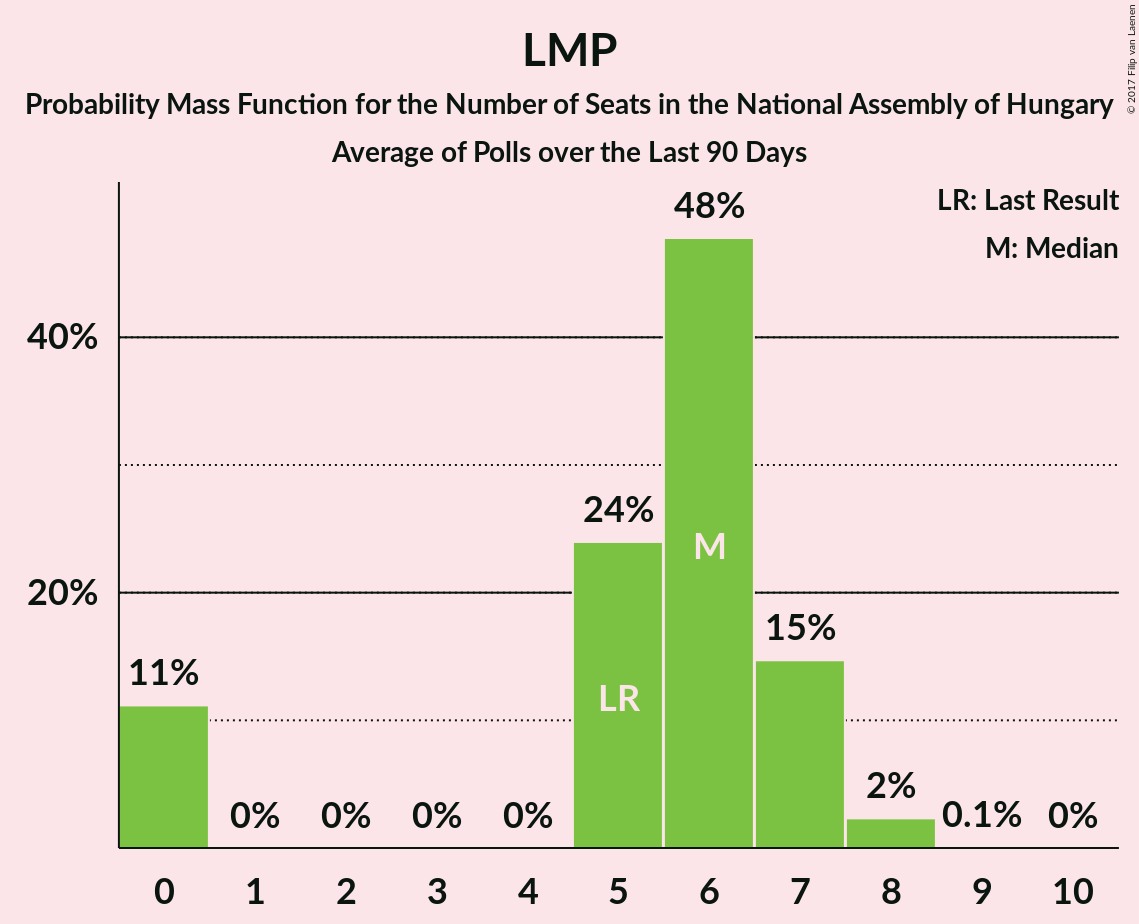 LMP
Probability Mass Function for the Number of Seats in the National Assembly of Hungary
Average of Polls over the Last 90 Days
© 2017 Filip van Laenen
LR: Last Result
M: Median
48%
40%
24%
M
20%
15%
11%
LR
2%
0% 0% 0% 0% 0.1% 0%
0 1 2 3 4 5 6 7 8 9 10